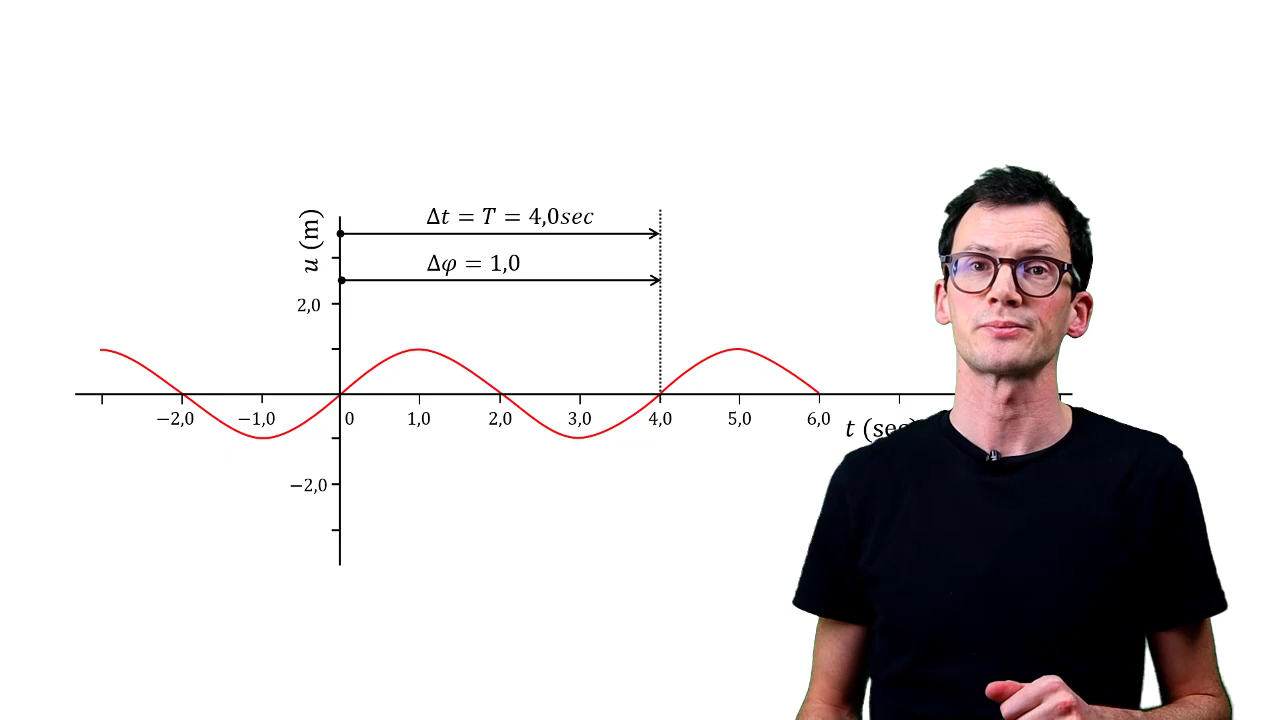 Δt = T = 4,0sec
u (m)
Δφ = 1,0
2,0
−2,0 −1,0 0 1,0 2,0 3,0 4,0 5,0 6,0
t (sec)
−2,0